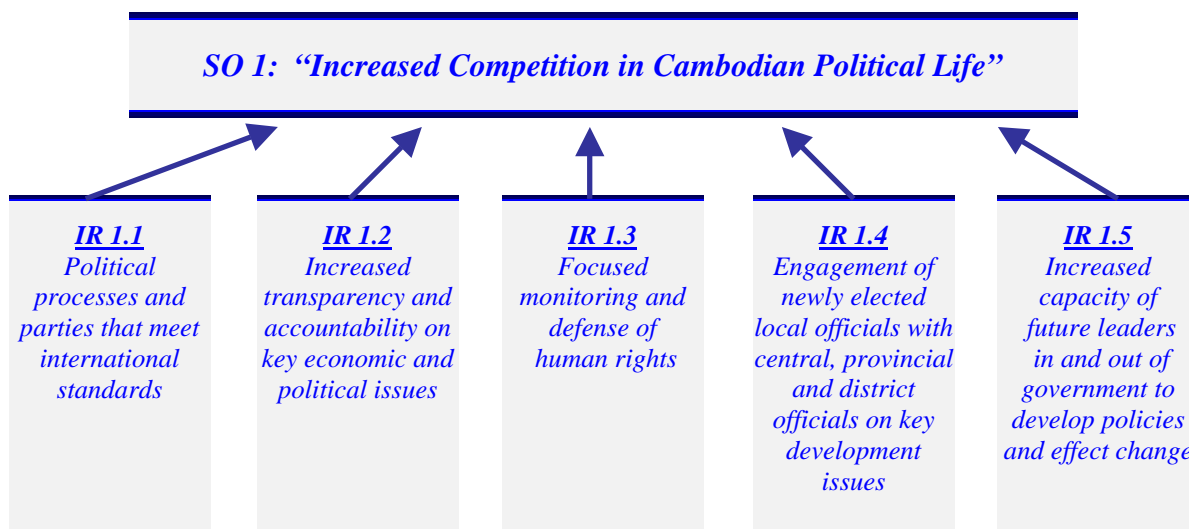 SO 1:  “Increased Competition in Cambodian Political Life”
IR 1.1
Political
processes and
parties that meet
international
standards
IR 1.2
Increased
transparency and
accountability on
key economic and
political issues
IR 1.3
Focused
monitoring and
defense of
human rights
IR 1.4
Engagement of
newly elected
local officials with
central, provincial
and district
officials on key
development
issues
IR 1.5
Increased
capacity of
future leaders
in and out of
government to
develop policies
and effect change